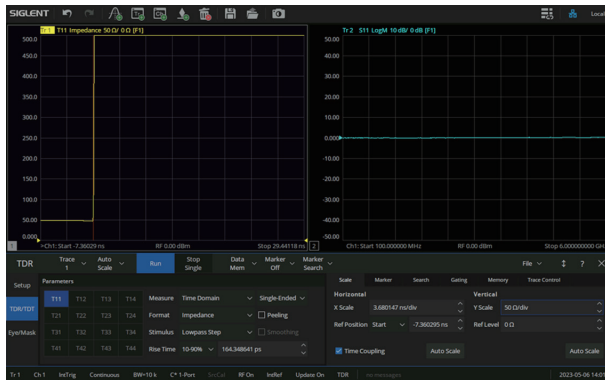 SIGLENT
Local
Tr 1 T11 Impedance 50 Ω/ 0 Ω [F1]
500.0
450.0
400.0
350.0
300.0
250.0
200.0
150.0
100.0
50.00
0.000
1 >Ch1: Start -7.36029 ns RF 0.00 dBm Stop 29.44118 ns
Tr 2 S11 LogM 10 dB/ 0 dB [F1]
50.00
40.00
30.00
20.00
10.00
0.000
-10.00
-20.00
-30.00
-40.00
-50.00
2 Ch1: Start 100.000000 MHz RF 0.00 dBm Stop 6.000000000 GHz
TDR Trace 1 Auto Scale Run Stop Single Data Mem Marker Off Marker Search File ? X
Setup
TDR/TDT
Eye/Mask
Parameters
T11 T12 T13 T14 Measure Time Domain Single-Ended
T21 T22 T23 T24 Format Impedance Peeling
T31 T32 T33 T34 Stimulus Lowpass Step Smoothing
T41 T42 T43 T44 Rise Time 10-90% 164.348641 ps
Scale Marker Search Gating Memory Trace Control
Horizontal Vertical
X Scale 3.680147 ns/div Y Scale 50 Ω/div
Ref Position Start -7.360295 ns Ref Level 0 Ω
Time Coupling Auto Scale Auto Scale
Tr 1 Ch 1 IntTrig Continuous BW=10 k C* 1-Port SrcCal RF On IntRef Update On TDR no messages 2023-05-06 14:01